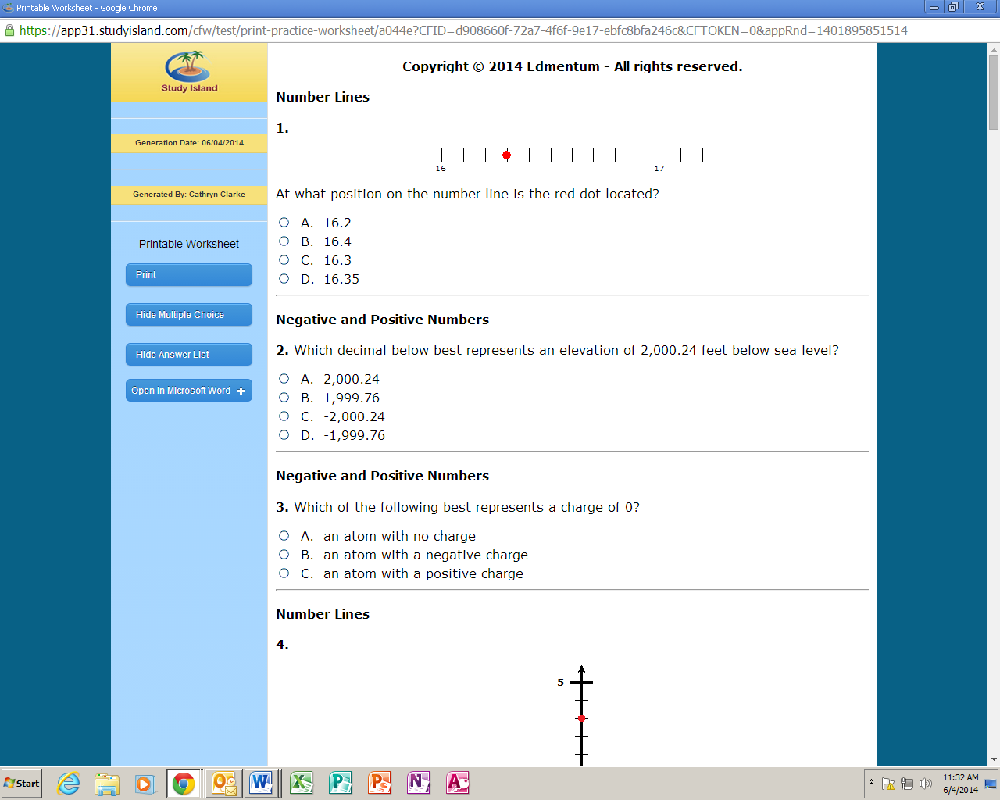 Printable Worksheet - Google Chrome
https://app31.studyisland.com/cfw/test/print-practice-worksheet/a044e?CFID=d908660f-72a7-4f6f-9e17-ebfc8bfa246c&CFTOKEN=0&appRnd=1401895851514
Study Island
Generation Date: 06/04/2014
Generated By: Cathryn Clarke
Printable Worksheet
Print
Hide Multiple Choice
Hide Answer List
Open in Microsoft Word +
Copyright © 2014 Edmentum - All rights reserved.
Number Lines
1.
16 17
At what position on the number line is the red dot located?
A. 16.2
B. 16.4
C. 16.3
D. 16.35
Negative and Positive Numbers
2. Which decimal below best represents an elevation of 2,000.24 feet below sea level?
A. 2,000.24
B. 1,999.76
C. -2,000.24
D. -1,999.76
Negative and Positive Numbers
3. Which of the following best represents a charge of 0?
A. an atom with no charge
B. an atom with a negative charge
C. an atom with a positive charge
Number Lines
4.
5
Start
11:32 AM
6/4/2014